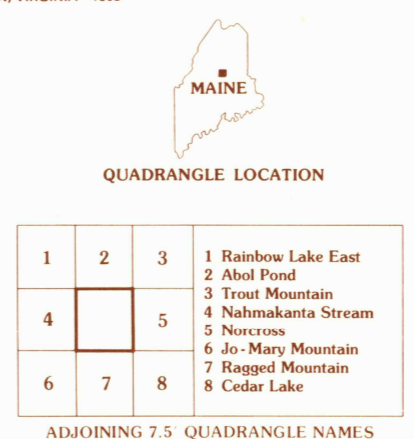 MAINE
QUADRANGLE LOCATION
1 2 3
4 5
6 7 8
1 Rainbow Lake East
2 Abol Pond
3 Trout Mountain
4 Nahmakanta Stream
5 Norcross
6 Jo-Mary Mountain
7 Ragged Mountain
8 Cedar Lake
ADJOINING 7.5' QUADRANGLE NAMES